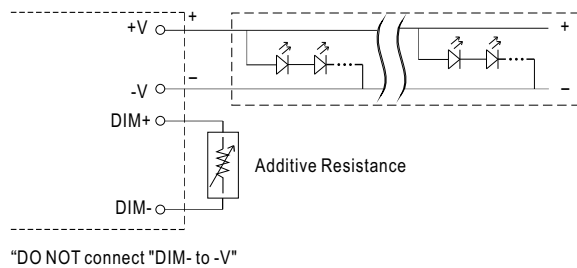 +V
+
+
-V
–
–
DIM+
Additive Resistance
DIM-
“DO NOT connect "DIM- to -V"